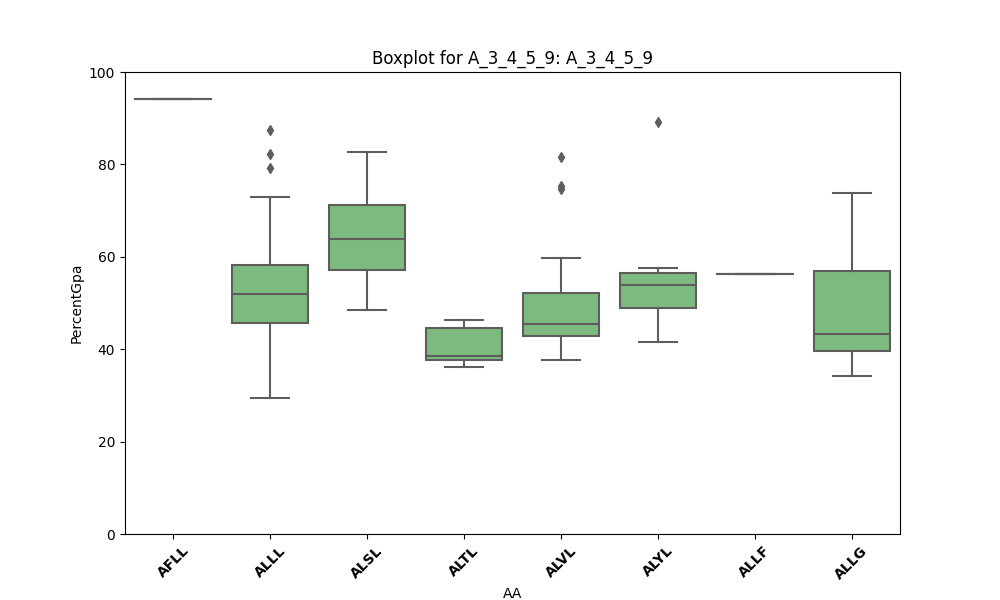 Boxplot for A_3_4_5_9: A_3_4_5_9
100
80
60
40
20
0
PercentGpa
AFLL
ALLL
ALSL
ALTL
ALVL
ALYL
ALLF
ALLG
AA